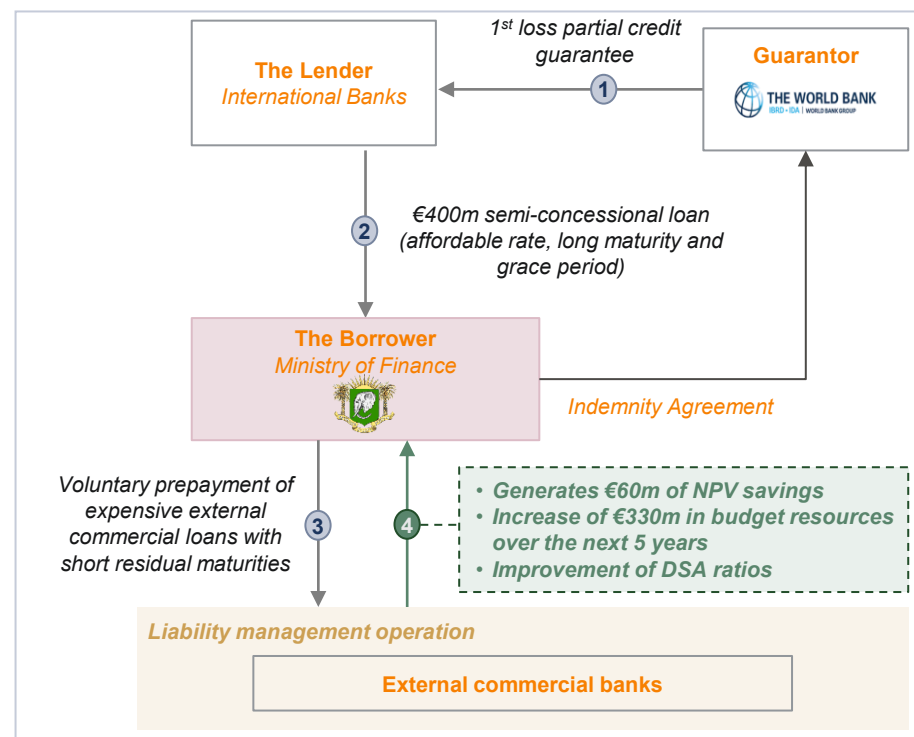 1st loss partial credit
guarantee
The Lender
International Banks
Guarantor
THE WORLD BANK
IBRD • IDA | WORLD BANK GROUP
1
2
€400m semi-concessional loan
(affordable rate, long maturity and
grace period)
The Borrower
Ministry of Finance
Indemnity Agreement
Voluntary prepayment of
expensive external
commercial loans with
short residual maturities
3
4
• Generates €60m of NPV savings
• Increase of €330m in budget resources
over the next 5 years
• Improvement of DSA ratios
Liability management operation
External commercial banks